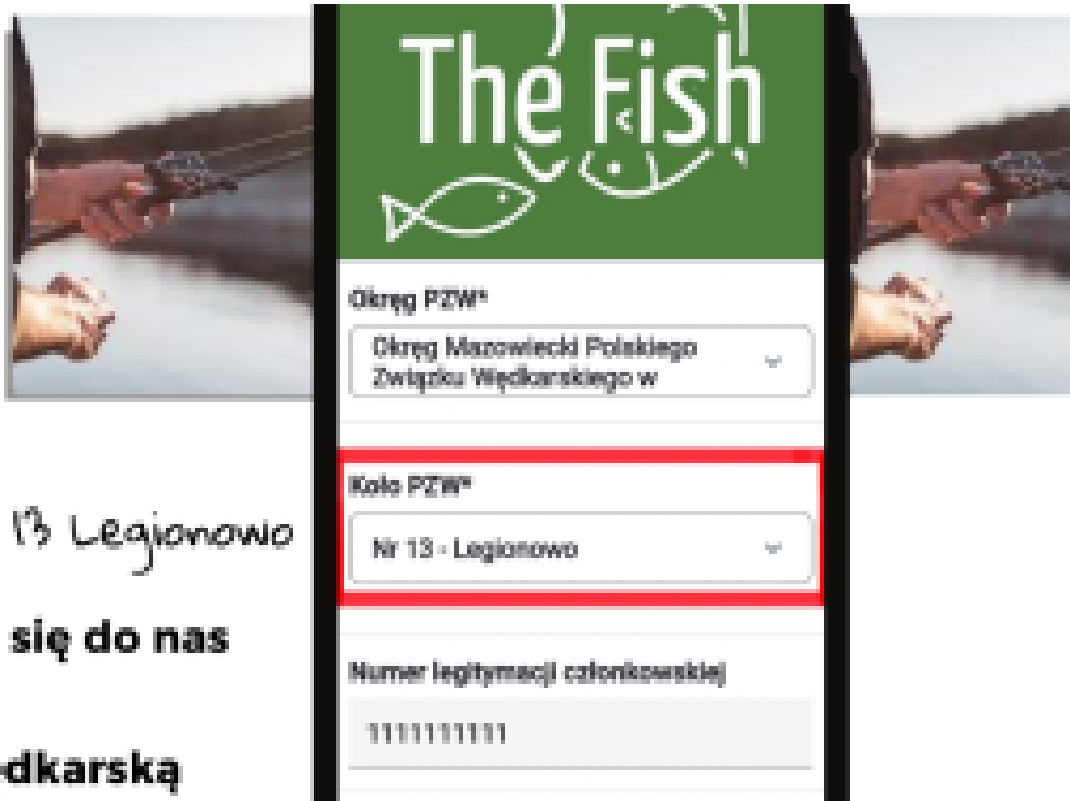 The Fish
Okręg PZW*
Okręg Mazowiecki Polskiego
Związku Wędkarskiego w
Koło PZW*
Nr 13 - Legionowo
Numer legitymacji członkowskiej
1111111111
13 Legionowo
się do nas
dkarską